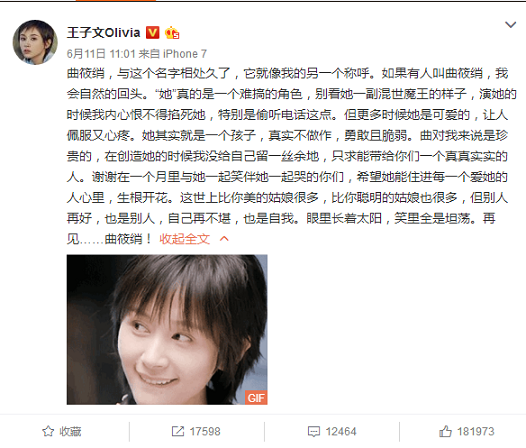 王子文Olivia
6月11日 11:01 来自 iPhone 7
曲筱绡，与这个名字相处久了，它就像我的另一个称呼。如果有人叫曲筱绡，我
会自然的回头。“她”真的是一个难搞的角色，别看她一副混世魔王的样子，演她的
时候我内心恨不得掐死她，特别是偷听电话这点。但更多时候她是可爱的，让人
佩服又心疼。她其实就是一个孩子，真实不做作，勇敢且脆弱。曲对我来说是珍
贵的，在创造她的时候我没给自己留一丝余地，只求能带给你们一个真真实实的
人。谢谢在一个月里与她一起笑伴她一起哭的你们，希望她能住进每一个爱她的
人心里，生根开花。这世上比你美的姑娘很多，比你聪明的姑娘也很多，但别人
再好，也是别人，自己再不堪，也是自我。眼里长着太阳，笑里全是坦荡。再
见……曲筱绡！ 收起全文
GIF
收藏
17598
12464
181973